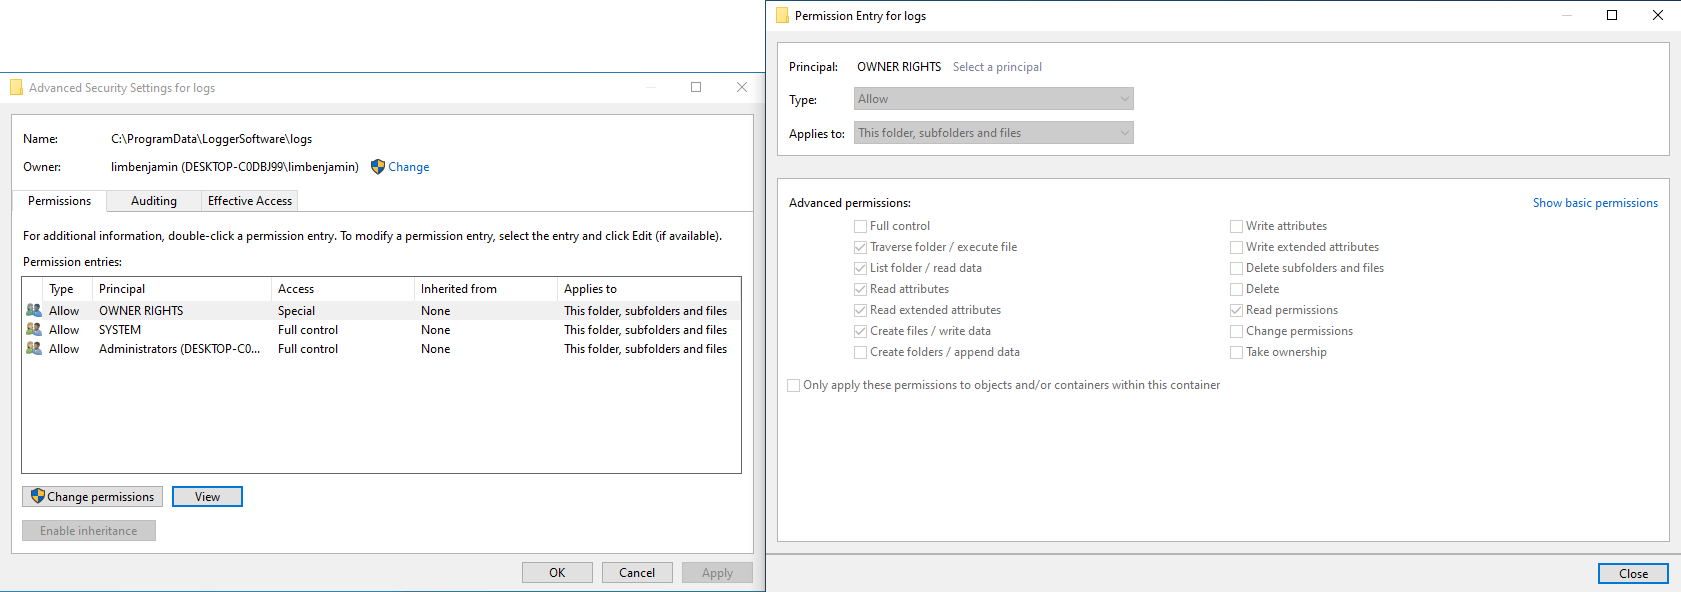 Advanced Security Settings for logs
Name: C:\ProgramData\LoggerSoftware\logs
Owner: limbenjamin (DESKTOP-C0DBJ99\limbenjamin) Change
Permissions Auditing Effective Access
For additional information, double-click a permission entry. To modify a permission entry, select the entry and click Edit (if available).
Permission entries:
Type Principal Access Inherited from Applies to
Allow OWNER RIGHTS Special None This folder, subfolders and files
Allow SYSTEM Full control None This folder, subfolders and files
Allow Administrators (DESKTOP-C0... Full control None This folder, subfolders and files
Change permissions View
Enable inheritance
OK Cancel Apply
Permission Entry for logs
Principal: OWNER RIGHTS Select a principal
Type: Allow
Applies to: This folder, subfolders and files
Advanced permissions: Show basic permissions
Full control Write attributes
Traverse folder / execute file Write extended attributes
List folder / read data Delete subfolders and files
Read attributes Delete
Read extended attributes Read permissions
Create files / write data Change permissions
Create folders / append data Take ownership
Only apply these permissions to objects and/or containers within this container
Close